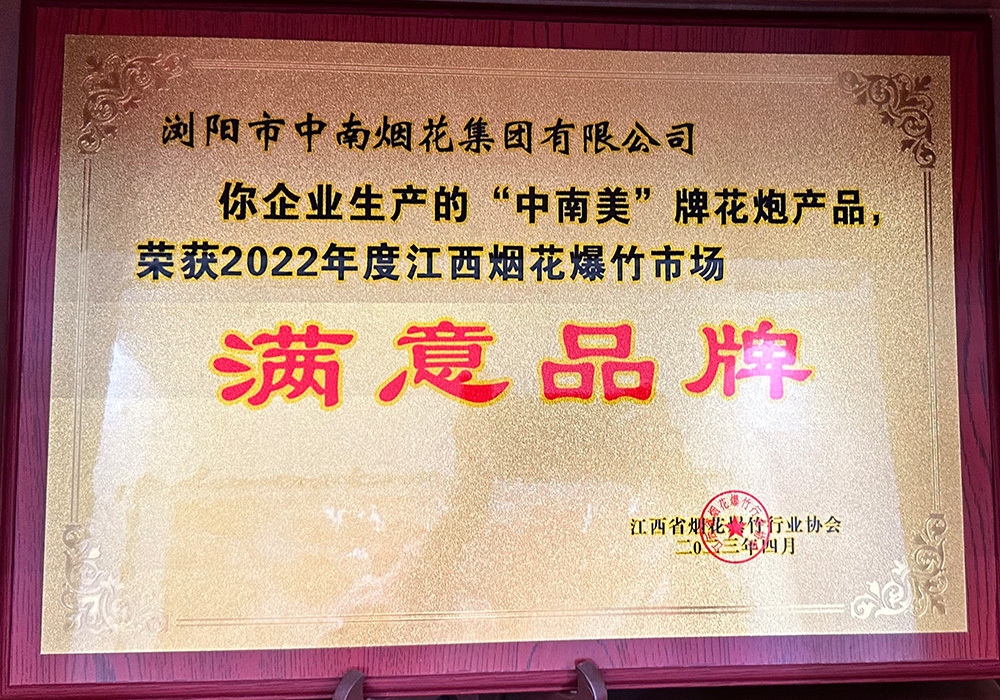 浏阳市中南烟花集团有限公司
你企业生产的“中南美”牌花炮产品，
荣获2022年度江西烟花爆竹市场
满意品牌
江西省烟花爆竹行业协会
二0二三年四月